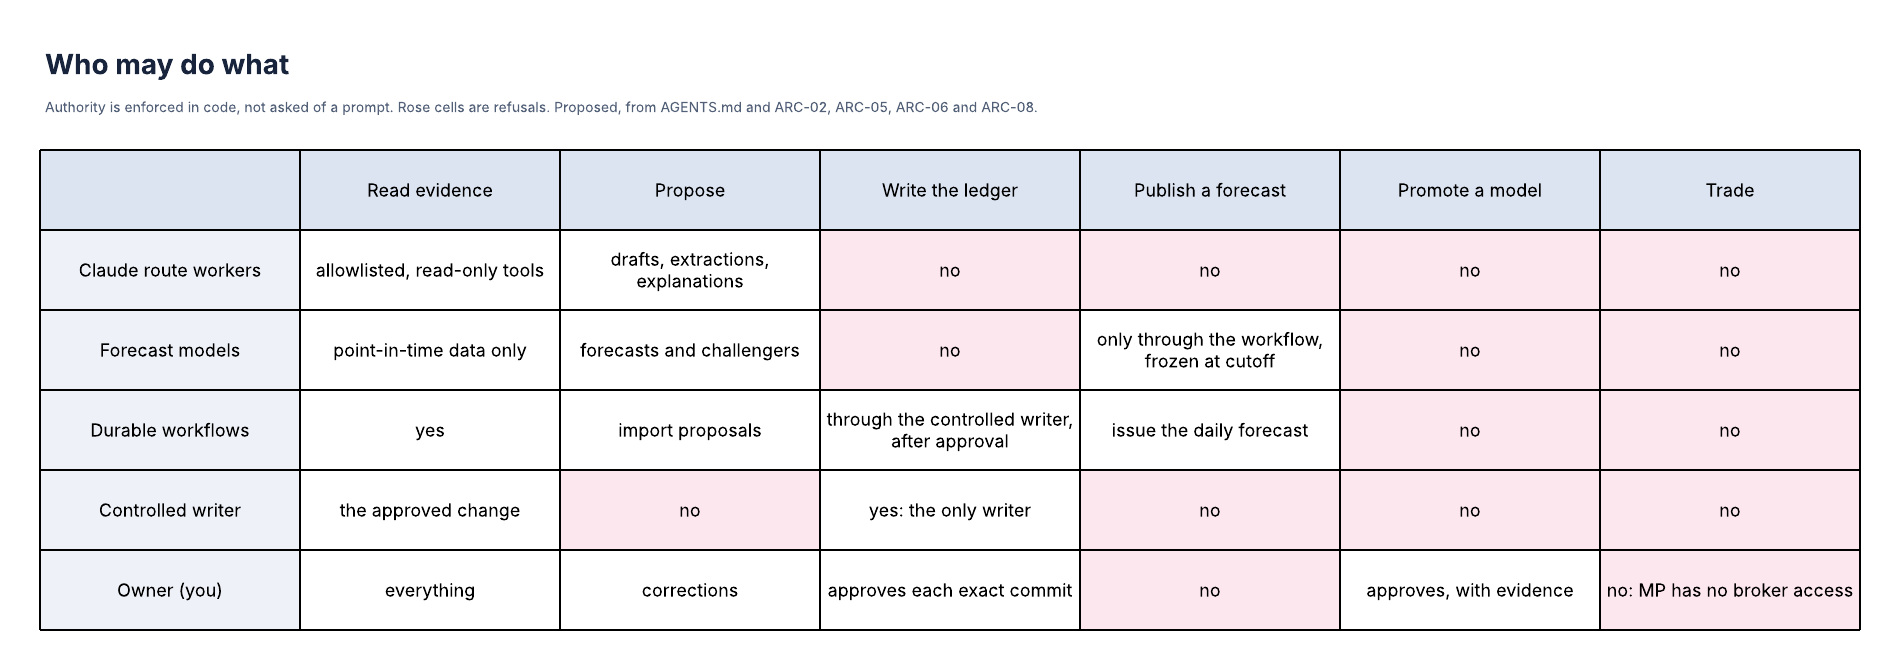 Who may do what
Authority is enforced in code, not asked of a prompt. Rose cells are refusals. Proposed, from AGENTS.md and ARC-02, ARC-05, ARC-06 and ARC-08.
Read evidence
Propose
Write the ledger
Publish a forecast
Promote a model
Trade
Claude route workers
allowlisted, read-only tools
drafts, extractions,
explanations
no
no
no
no
Forecast models
point-in-time data only
forecasts and challengers
no
only through the workflow,
frozen at cutoff
no
no
Durable workflows
yes
import proposals
through the controlled writer,
after approval
issue the daily forecast
no
no
Controlled writer
the approved change
no
yes: the only writer
no
no
no
Owner (you)
everything
corrections
approves each exact commit
no
approves, with evidence
no: MP has no broker access